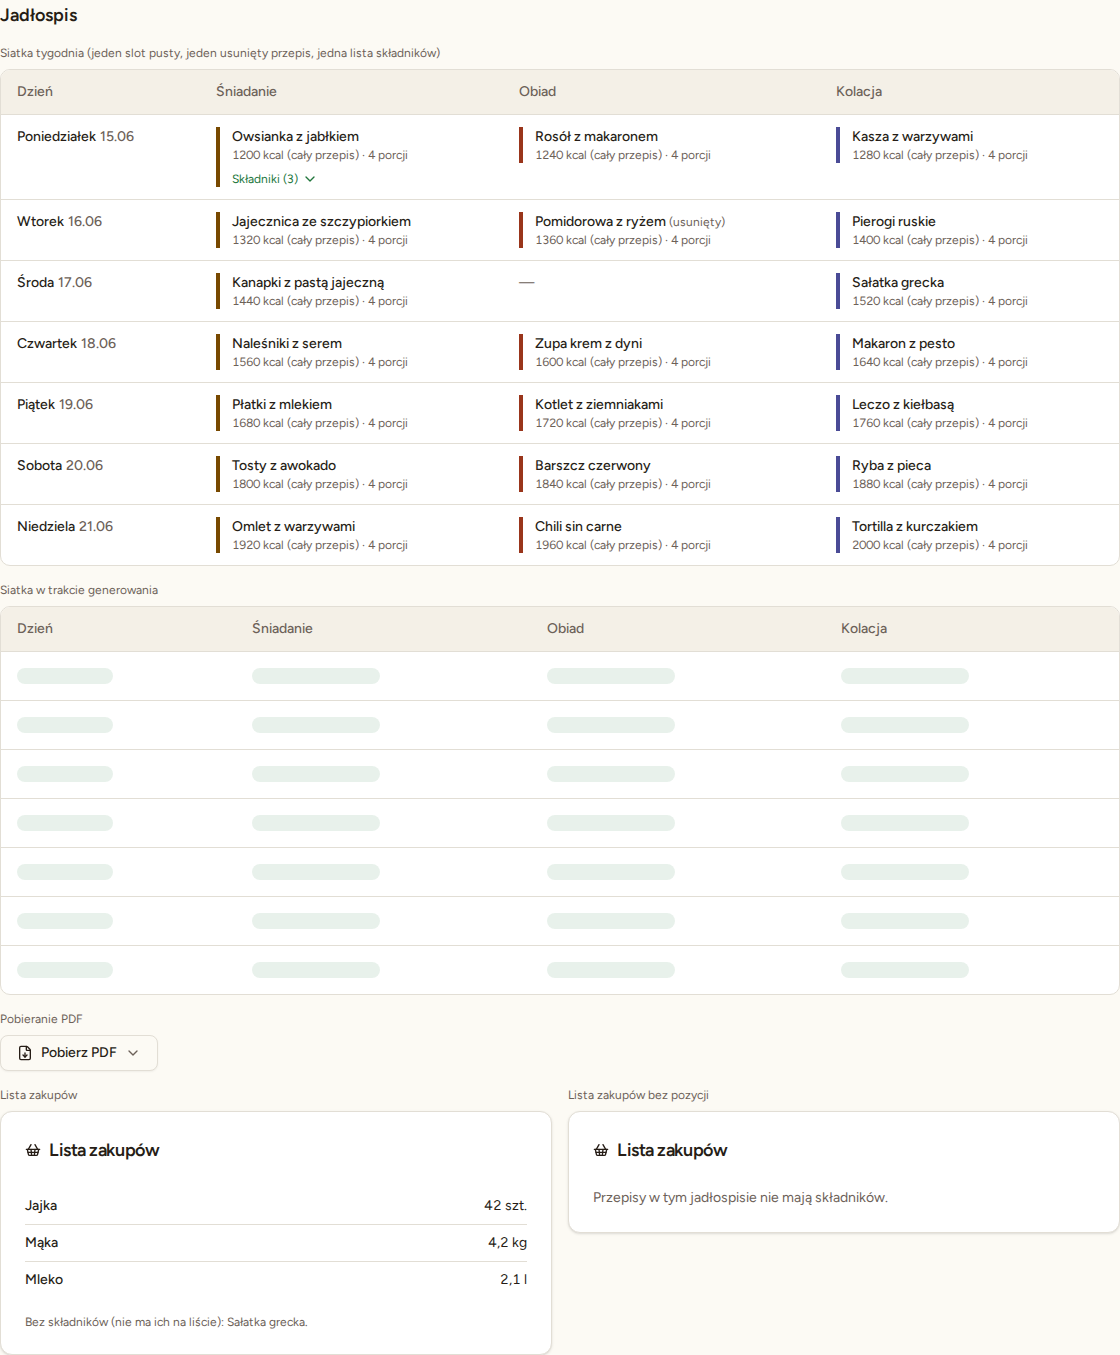 Jadłospis
Siatka tygodnia (jeden slot pusty, jeden usunięty przepis, jedna lista składników)
Dzień Śniadanie Obiad Kolacja
Poniedziałek 15.06 Owsianka z jabłkiem Rosół z makaronem Kasza z warzywami
1200 kcal (cały przepis) · 4 porcji 1240 kcal (cały przepis) · 4 porcji 1280 kcal (cały przepis) · 4 porcji
Składniki (3)
Wtorek 16.06 Jajecznica ze szczypiorkiem Pomidorowa z ryżem (usunięty) Pierogi ruskie
1320 kcal (cały przepis) · 4 porcji 1360 kcal (cały przepis) · 4 porcji 1400 kcal (cały przepis) · 4 porcji
Środa 17.06 Kanapki z pastą jajeczną — Sałatka grecka
1440 kcal (cały przepis) · 4 porcji 1520 kcal (cały przepis) · 4 porcji
Czwartek 18.06 Naleśniki z serem Zupa krem z dyni Makaron z pesto
1560 kcal (cały przepis) · 4 porcji 1600 kcal (cały przepis) · 4 porcji 1640 kcal (cały przepis) · 4 porcji
Piątek 19.06 Płatki z mlekiem Kotlet z ziemniakami Leczo z kiełbasą
1680 kcal (cały przepis) · 4 porcji 1720 kcal (cały przepis) · 4 porcji 1760 kcal (cały przepis) · 4 porcji
Sobota 20.06 Tosty z awokado Barszcz czerwony Ryba z pieca
1800 kcal (cały przepis) · 4 porcji 1840 kcal (cały przepis) · 4 porcji 1880 kcal (cały przepis) · 4 porcji
Niedziela 21.06 Omlet z warzywami Chili sin carne Tortilla z kurczakiem
1920 kcal (cały przepis) · 4 porcji 1960 kcal (cały przepis) · 4 porcji 2000 kcal (cały przepis) · 4 porcji
Siatka w trakcie generowania
Dzień Śniadanie Obiad Kolacja
Pobieranie PDF
Pobierz PDF
Lista zakupów
Lista zakupów
Jajka 42 szt.
Mąka 4,2 kg
Mleko 2,1 l
Bez składników (nie ma ich na liście): Sałatka grecka.
Lista zakupów bez pozycji
Lista zakupów
Przepisy w tym jadłospisie nie mają składników.